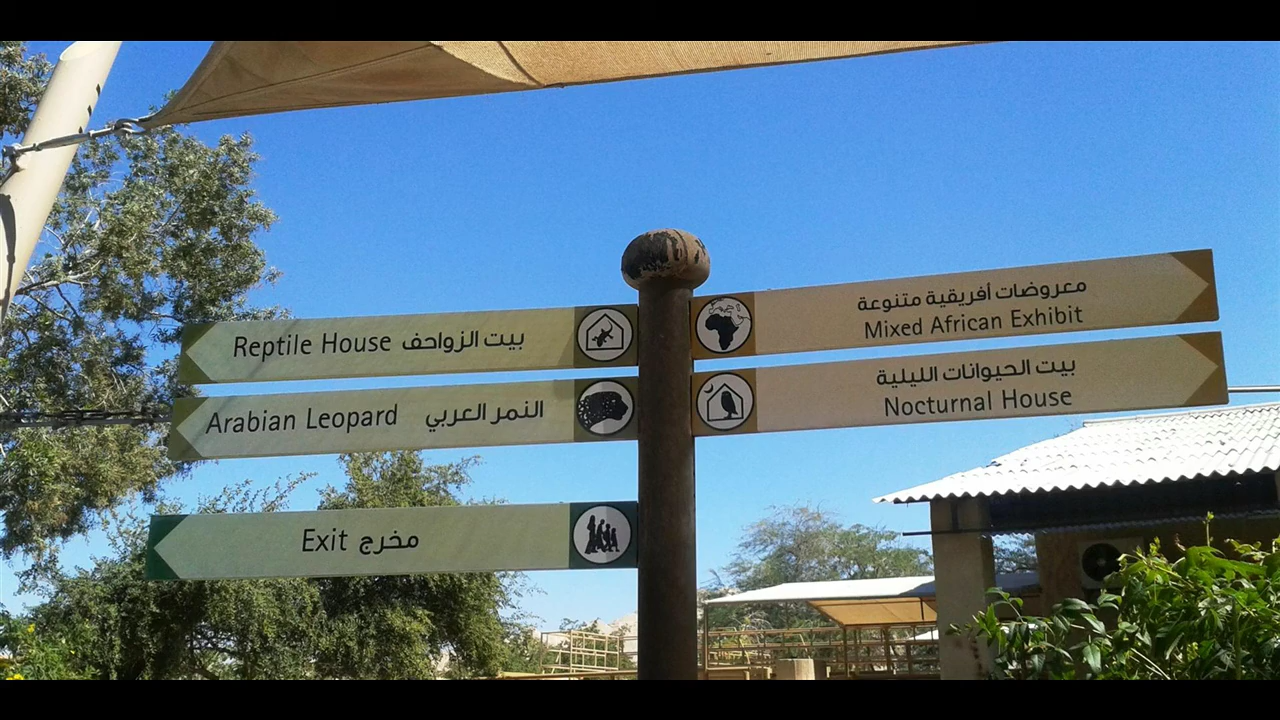 Reptile House بيت الزواحف
Arabian Leopard النمر العربي
Exit مخرج
معروضات أفريقية متنوعة
Mixed African Exhibit
بيت الحيوانات الليلية
Nocturnal House